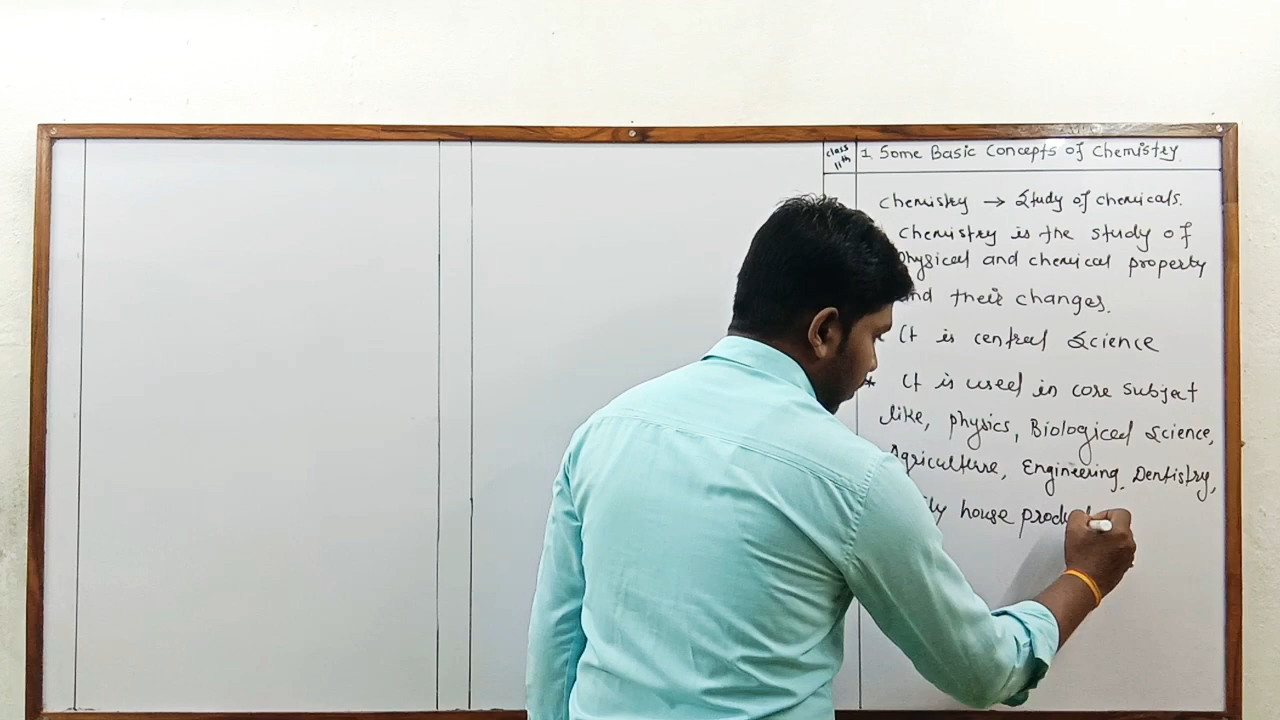 class 11th
1. Some Basic Concepts of Chemistry.
Chemistry → Study of chemicals.
Chemistry is the study of
physical and chemical property
and their changes.
It is central Science
* It is used in core subject
like, physics, Biological Science,
Agriculture, Engineering, Dentistry,
house